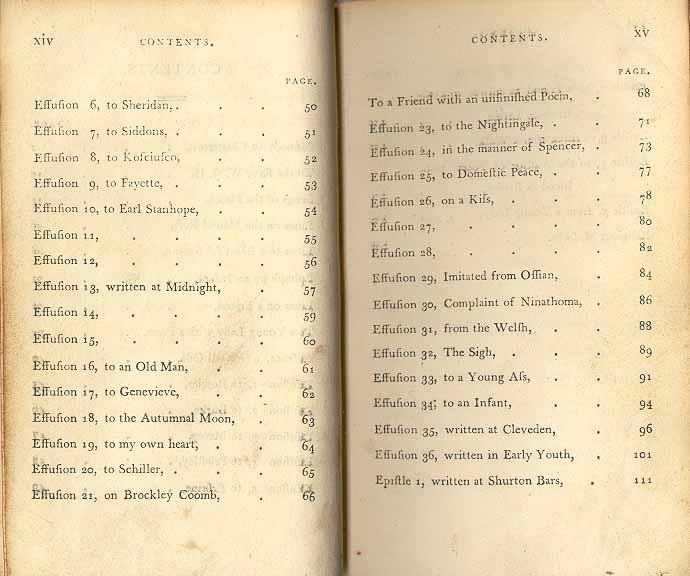 xiv CONTENTS.
PAGE.
Effuſion 6, to Sheridan, . . . 50
Effuſion 7, to Siddons, . . . 51
Effuſion 8, to Koſciuſco, . . 52
Effuſion 9, to Fayette, . . . 53
Effuſion 10, to Earl Stanhope, . . 54
Effuſion 11, . . . . 55
Effuſion 12, . . . . 56
Effuſion 13, written at Midnight, . 57
Effuſion 14, . . . . 59
Effuſion 15, . . . . 60
Effuſion 16, to an Old Man, . . 61
Effuſion 17, to Genevieve, . . 62
Effuſion 18, to the Autumnal Moon, . 63
Effuſion 19, to my own heart, . . 64
Effuſion 20, to Schiller, . . . 65
Effuſion 21, on Brockley Coomb, . 66
CONTENTS. xv
PAGE.
To a Friend with an unfiniſhed Poem, . 68
Effuſion 23, to the Nightingale, . . 71
Effuſion 24, in the manner of Spencer, . 73
Effuſion 25, to Domeſtic Peace, . . 77
Effuſion 26, on a Kiſs, . . . 78
Effuſion 27, . . . . 80
Effuſion 28, . . . . 82
Effuſion 29, Imitated from Oſſian, . 84
Effuſion 30, Complaint of Ninathoma, . 86
Effuſion 31, from the Welſh, . . 88
Effuſion 32, The Sigh, . . . 89
Effuſion 33, to a Young Aſs, . . 91
Effuſion 34, to an Infant, . . 94
Effuſion 35, written at Cleveden, . 96
Effuſion 36, written in Early Youth, . 101
Epiſtle 1, written at Shurton Bars, . 111